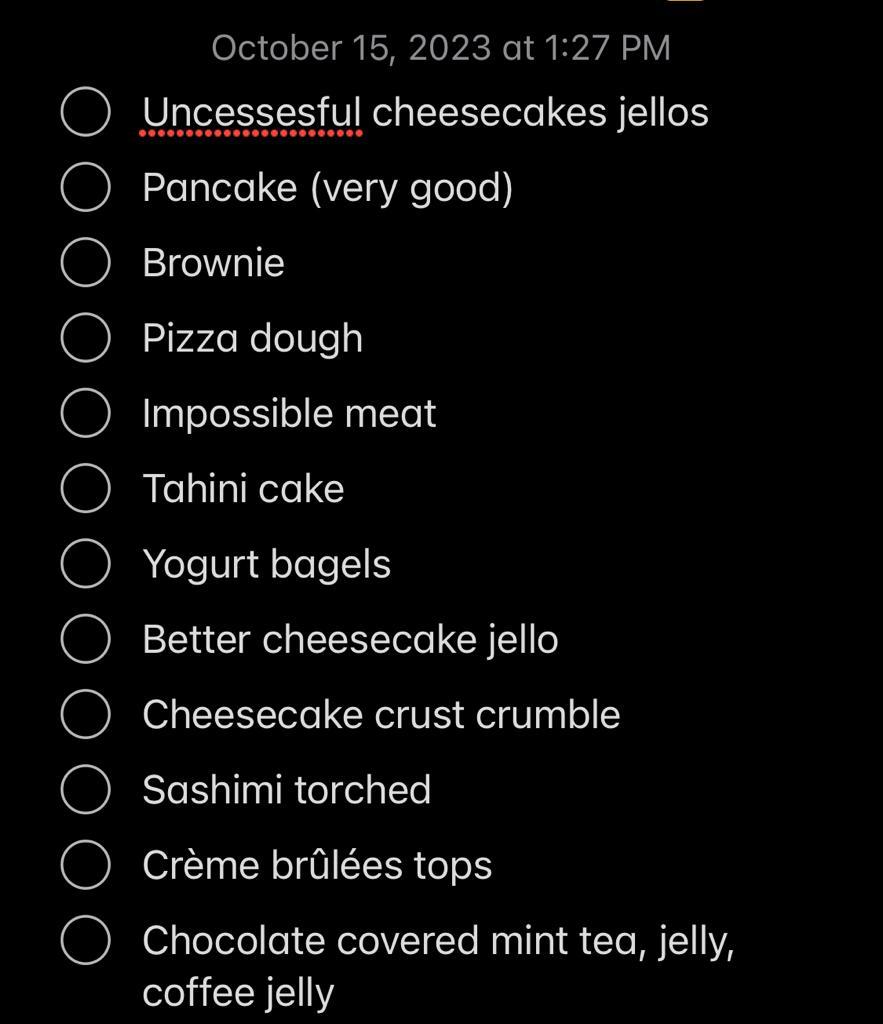 October 15, 2023 at 1:27 PM
Uncessesful cheesecakes jellos
Pancake (very good)
Brownie
Pizza dough
Impossible meat
Tahini cake
Yogurt bagels
Better cheesecake jello
Cheesecake crust crumble
Sashimi torched
Crème brûlées tops
Chocolate covered mint tea, jelly,
coffee jelly